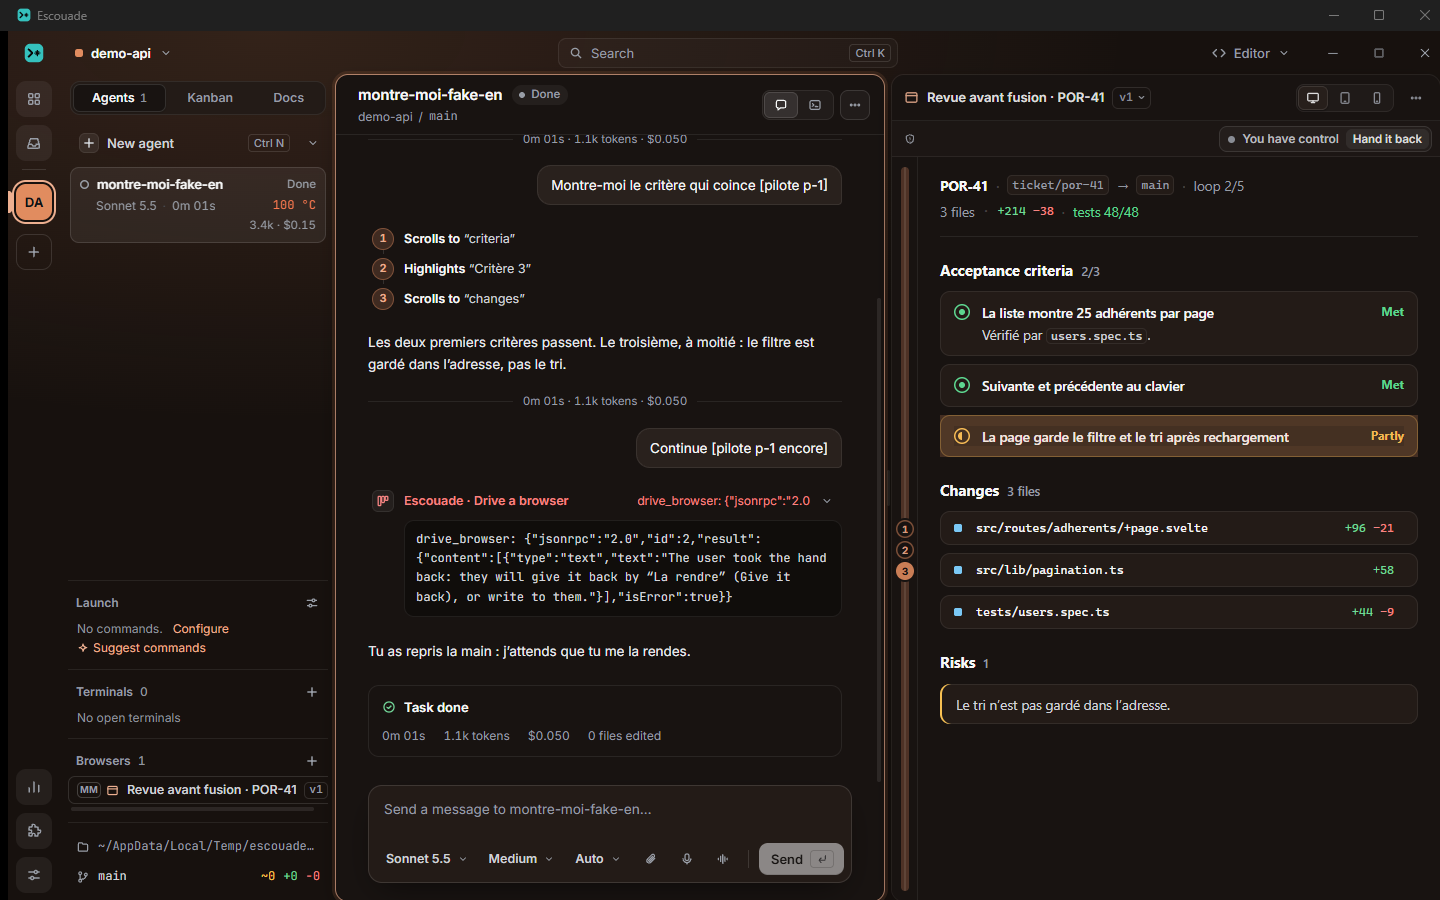 Escouade
demo-api
Search
Ctrl K
Editor
Agents 1
Kanban
Docs
New agent
Ctrl N
DA
montre-moi-fake-en
Done
Sonnet 5.5 · 0m 01s
100 °C
3.4k · $0.15
Launch
No commands. Configure
Suggest commands
Terminals 0
No open terminals
Browsers 1
MM
Revue avant fusion · POR-41
v1
~/AppData/Local/Temp/escouade…
main
~0 +0 -0
montre-moi-fake-en
Done
demo-api / main
0m 01s · 1.1k tokens · $0.050
Montre-moi le critère qui coince [pilote p-1]
1 Scrolls to “criteria”
2 Highlights “Critère 3”
3 Scrolls to “changes”
Les deux premiers critères passent. Le troisième, à moitié : le filtre est
gardé dans l’adresse, pas le tri.
0m 01s · 1.1k tokens · $0.050
Continue [pilote p-1 encore]
Escouade · Drive a browser
drive_browser: {"jsonrpc":"2.0
drive_browser: {"jsonrpc":"2.0","id":2,"result":
{"content":[{"type":"text","text":"The user took the hand
back: they will give it back by “La rendre” (Give it
back), or write to them."}],"isError":true}}
Tu as repris la main : j’attends que tu me la rendes.
Task done
0m 01s 1.1k tokens $0.050 0 files edited
Send a message to montre-moi-fake-en...
Sonnet 5.5
Medium
Auto
Send
Revue avant fusion · POR-41
v1
You have control
Hand it back
1
2
3
POR-41 · ticket/por-41 → main · loop 2/5
3 files · +214 −38 · tests 48/48
Acceptance criteria 2/3
La liste montre 25 adhérents par page
Met
Vérifié par users.spec.ts.
Suivante et précédente au clavier
Met
La page garde le filtre et le tri après rechargement
Partly
Changes 3 files
src/routes/adherents/+page.svelte
+96 −21
src/lib/pagination.ts
+58
tests/users.spec.ts
+44 −9
Risks 1
Le tri n’est pas gardé dans l’adresse.